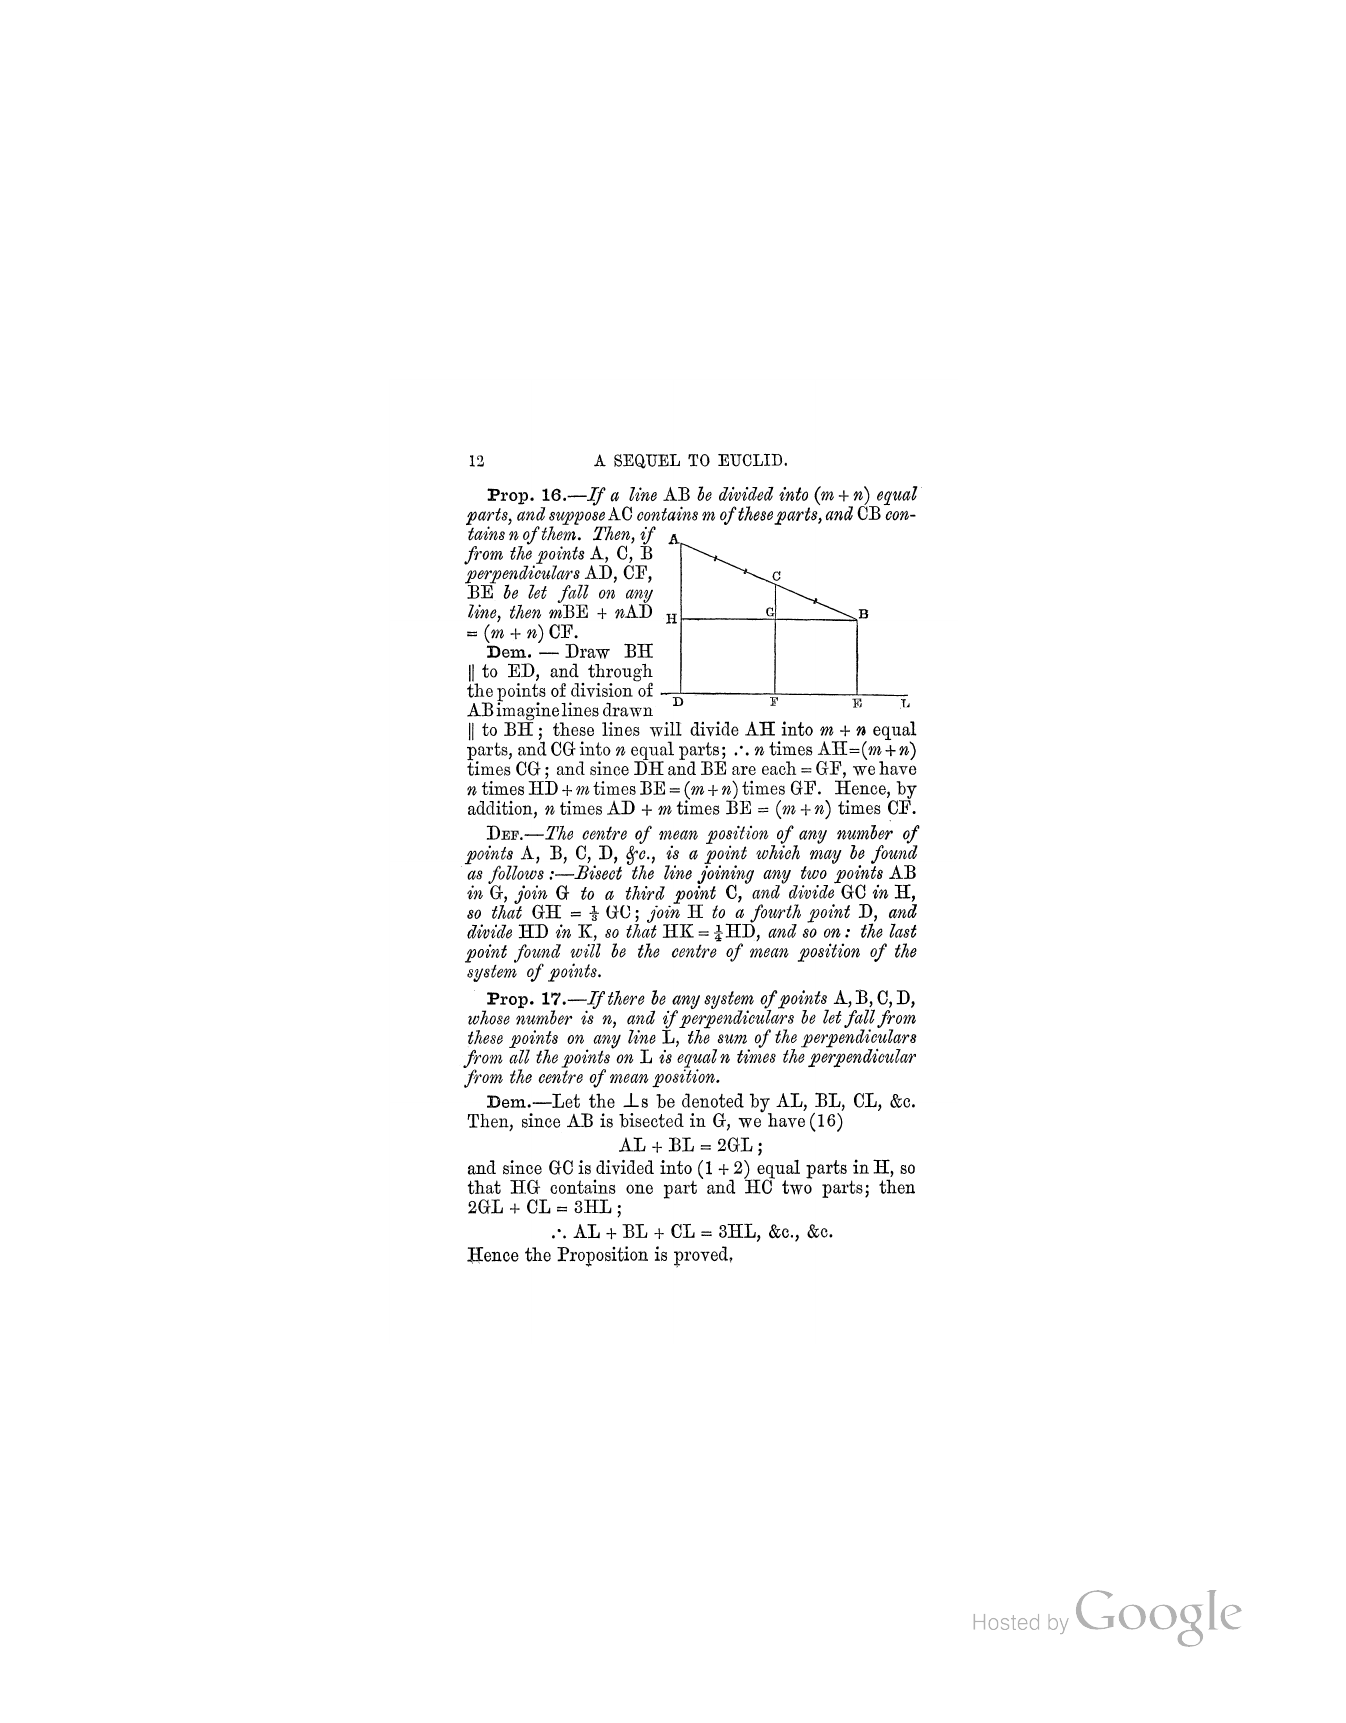 12 A SEQUEL TO EUCLID.
Prop. 16.—If a line AB be divided into (m + n) equal
parts, and suppose AC contains m of these parts, and CB con-
tains n of them. Then, if
from the points A, C, B
perpendiculars AD, CF,
BE be let fall on any
line, then mBE + nAD
= (m + n) CF.
Dem. — Draw BH
|| to ED, and through
the points of division of
AB imagine lines drawn
A
C
H G B
D F E L
|| to BH; these lines will divide AH into m + n equal
parts, and CG into n equal parts; ∴ n times AH=(m+n)
times CG; and since DH and BE are each = GF, we have
n times HD + m times BE = (m+n) times GF. Hence, by
addition, n times AD + m times BE = (m + n) times CF.
DEF.—The centre of mean position of any number of
points A, B, C, D, &c., is a point which may be found
as follows :—Bisect the line joining any two points AB
in G, join G to a third point C, and divide GC in H,
so that GH = ⅓ GC; join H to a fourth point D, and
divide HD in K, so that HK = ¼HD, and so on: the last
point found will be the centre of mean position of the
system of points.
Prop. 17.—If there be any system of points A, B, C, D,
whose number is n, and if perpendiculars be let fall from
these points on any line L, the sum of the perpendiculars
from all the points on L is equal n times the perpendicular
from the centre of mean position.
Dem.—Let the ⊥s be denoted by AL, BL, CL, &c.
Then, since AB is bisected in G, we have (16)
AL + BL = 2GL;
and since GC is divided into (1 + 2) equal parts in H, so
that HG contains one part and HC two parts; then
2GL + CL = 3HL;
∴ AL + BL + CL = 3HL, &c., &c.
Hence the Proposition is proved,
Hosted by Google